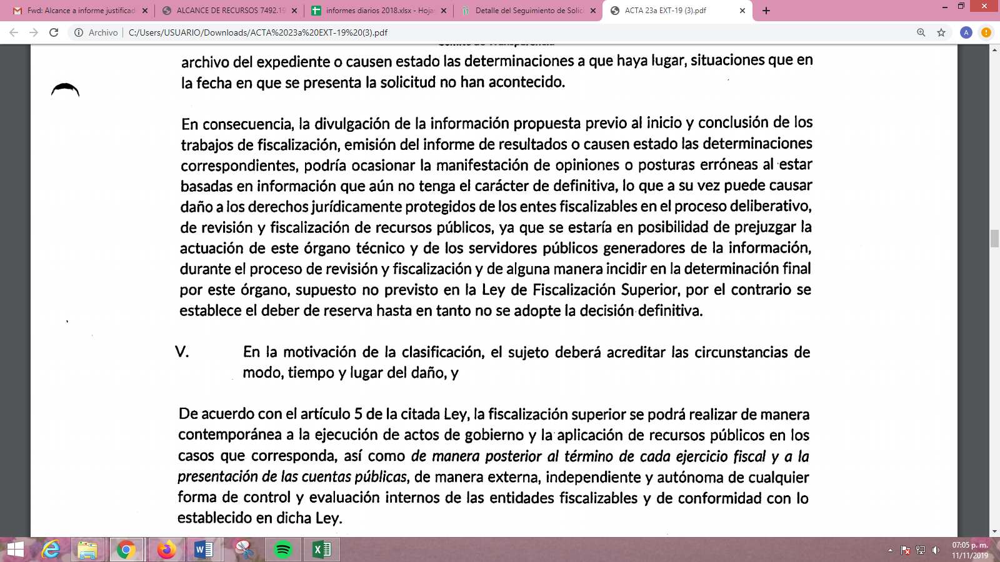 Fwd: Alcance a informe justificad
ALCANCE DE RECURSOS 7492.19
informes diarios 2018.xlsx - Hoja
Detalle del Seguimiento de Solici
ACTA 23a EXT-19 (3).pdf
Archivo
C:/Users/USUARIO/Downloads/ACTA%2023a%20EXT-19%20(3).pdf
A
archivo del expediente o causen estado las determinaciones a que haya lugar, situaciones que en
la fecha en que se presenta la solicitud no han acontecido.
En consecuencia, la divulgación de la información propuesta previo al inicio y conclusión de los
trabajos de fiscalización, emisión del informe de resultados o causen estado las determinaciones
correspondientes, podría ocasionar la manifestación de opiniones o posturas erróneas al estar
basadas en información que aún no tenga el carácter de definitiva, lo que a su vez puede causar
daño a los derechos jurídicamente protegidos de los entes fiscalizables en el proceso deliberativo,
de revisión y fiscalización de recursos públicos, ya que se estaría en posibilidad de prejuzgar la
actuación de este órgano técnico y de los servidores públicos generadores de la información,
durante el proceso de revisión y fiscalización y de alguna manera incidir en la determinación final
por este órgano, supuesto no previsto en la Ley de Fiscalización Superior, por el contrario se
establece el deber de reserva hasta en tanto no se adopte la decisión definitiva.
V. En la motivación de la clasificación, el sujeto deberá acreditar las circunstancias de
modo, tiempo y lugar del daño, y
De acuerdo con el artículo 5 de la citada Ley, la fiscalización superior se podrá realizar de manera
contemporánea a la ejecución de actos de gobierno y la aplicación de recursos públicos en los
casos que corresponda, así como de manera posterior al término de cada ejercicio fiscal y a la
presentación de las cuentas públicas, de manera externa, independiente y autónoma de cualquier
forma de control y evaluación internos de las entidades fiscalizables y de conformidad con lo
establecido en dicha Ley.
07:05 p. m.
11/11/2019